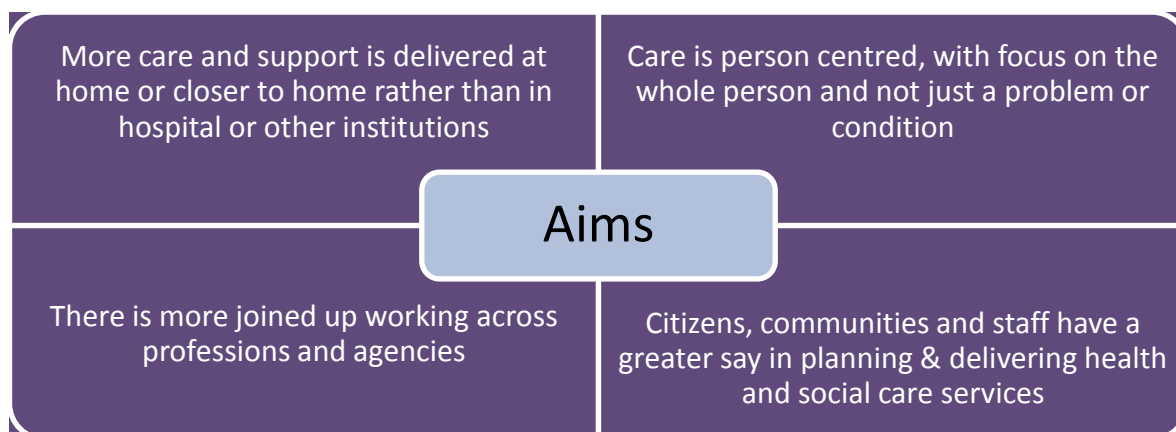 More care and support is delivered at
home or closer to home rather than in
hospital or other institutions
Care is person centred, with focus on the
whole person and not just a problem or
condition
Aims
There is more joined up working across
professions and agencies
Citizens, communities and staff have a
greater say in planning & delivering health
and social care services